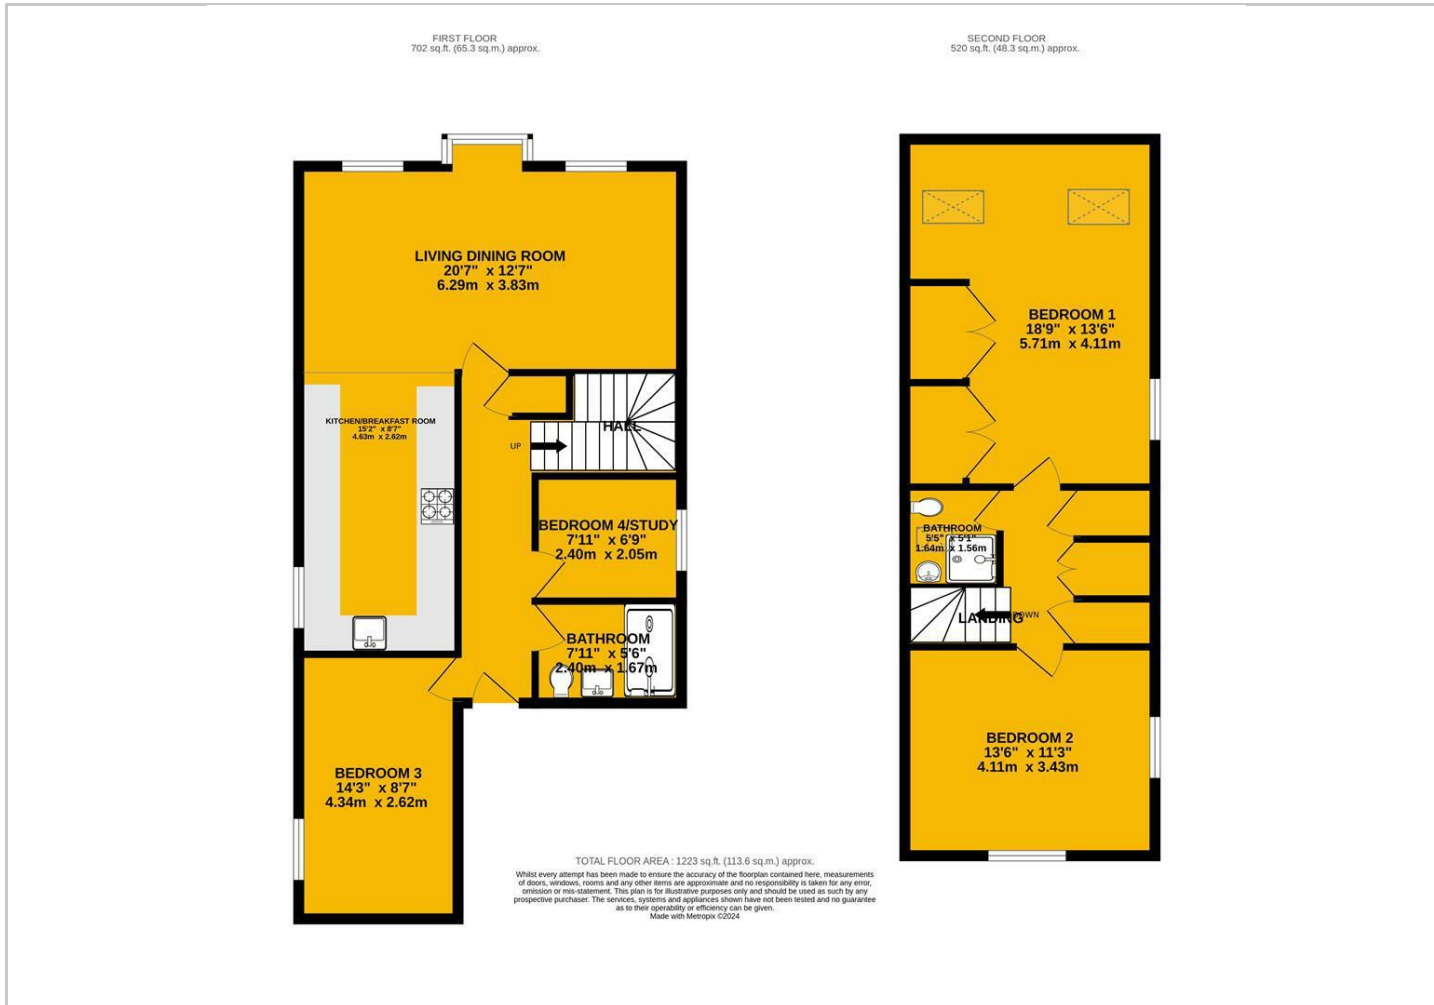 FIRST FLOOR
702 sq.ft. (65.3 sq.m.) approx.
LIVING DINING ROOM
20'7" x 12'7"
6.29m x 3.83m
KITCHEN/BREAKFAST ROOM
15'2" x 8'7"
4.63m x 2.62m
HALL
UP
BEDROOM 4/STUDY
7'11" x 6'9"
2.40m x 2.05m
BATHROOM
7'11" x 5'6"
2.40m x 1.67m
BEDROOM 3
14'3" x 8'7"
4.34m x 2.62m
SECOND FLOOR
520 sq.ft. (48.3 sq.m.) approx.
BEDROOM 1
18'9" x 13'6"
5.71m x 4.11m
BATHROOM
5'5" x 5'1"
1.64m x 1.56m
LANDING
DOWN
BEDROOM 2
13'6" x 11'3"
4.11m x 3.43m
TOTAL FLOOR AREA : 1223 sq.ft. (113.6 sq.m.) approx.
Whilst every attempt has been made to ensure the accuracy of the floorplan contained here, measurements
of doors, windows, rooms and any other items are approximate and no responsibility is taken for any error,
omission or mis-statement. This plan is for illustrative purposes only and should be used as such by any
prospective purchaser. The services, systems and appliances shown have not been tested and no guarantee
as to their operability or efficiency can be given.
Made with Metropix ©2024